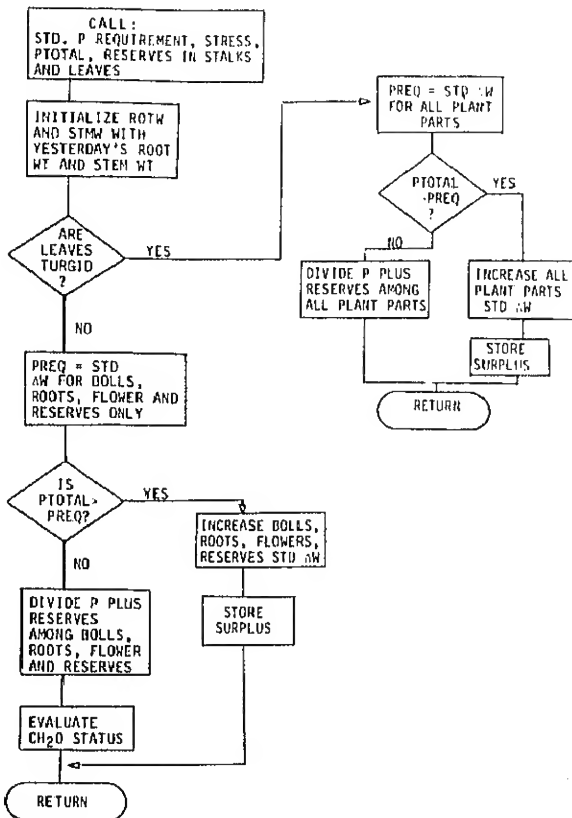 CALL:
STD. P REQUIREMENT, STRESS,
PTOTAL, RESERVES IN STALKS
AND LEAVES
INITIALIZE ROTW
AND STMW WITH
YESTERDAY'S ROOT
WT AND STEM WT
ARE
LEAVES
TURGID
?
YES
NO
PREQ = STD
ΔW FOR BOLLS,
ROOTS, FLOWER AND
RESERVES ONLY
IS
PTOTAL>
PREQ?
YES
NO
INCREASE BOLLS,
ROOTS, FLOWERS,
RESERVES STD ΔW
STORE
SURPLUS
DIVIDE P PLUS
RESERVES
AMONG BOLLS,
ROOTS, FLOWER
AND RESERVES
EVALUATE
CH₂O STATUS
RETURN
PREQ = STD ΔW
FOR ALL PLANT
PARTS
PTOTAL
>PREQ
?
YES
NO
DIVIDE P PLUS
RESERVES AMONG
ALL PLANT PARTS
INCREASE ALL
PLANT PARTS
STD ΔW
STORE
SURPLUS
RETURN